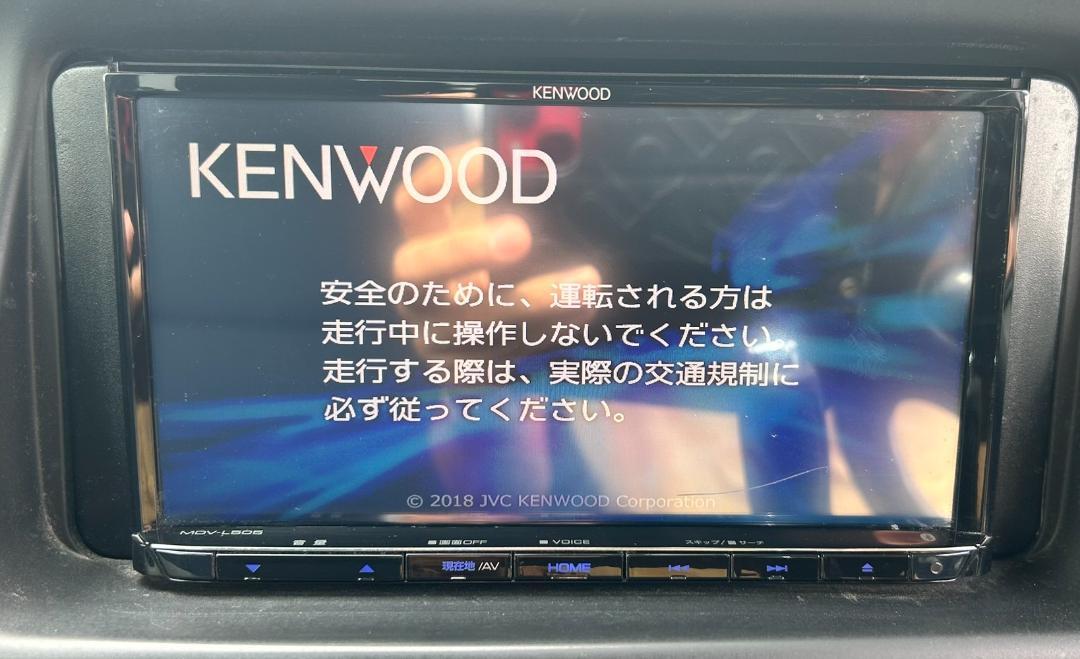 KENWOOD
KENWOOD
安全のために、運転される方は
走行中に操作しないでください。
走行する際は、実際の交通規制に
必ず従ってください。
© 2018 JVC KENWOOD Corporation
MDV-L505
音量 ■画面OFF ■VOICE スキップ/■サーチ
現在地/AV HOME